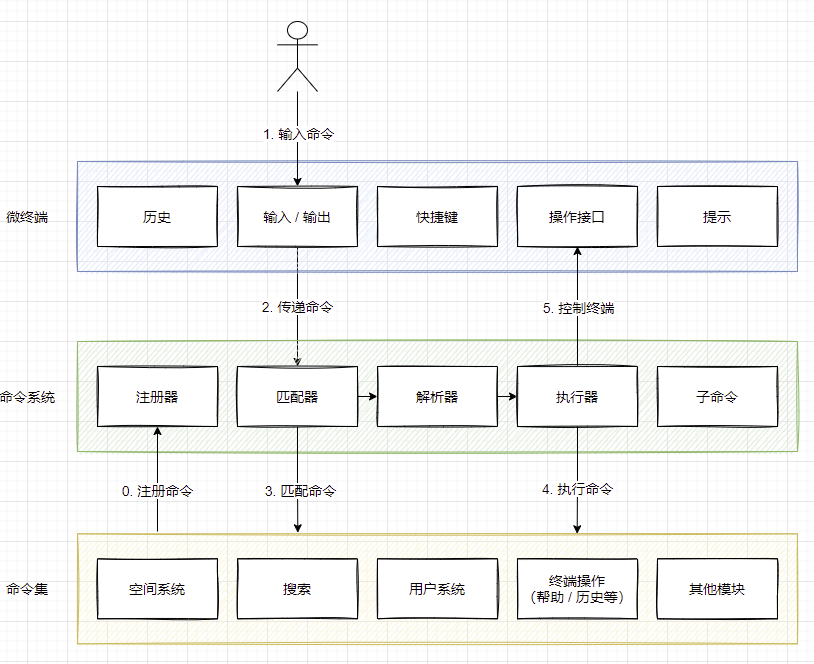 1. 输入命令
微终端
历史
输入 / 输出
快捷键
操作接口
提示
2. 传递命令
5. 控制终端
命令系统
注册器
匹配器
解析器
执行器
子命令
0. 注册命令
3. 匹配命令
4. 执行命令
命令集
空间系统
搜索
用户系统
终端操作
（帮助 / 历史等）
其他模块